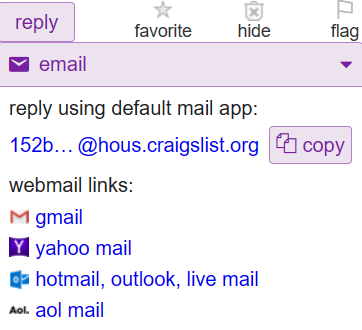 reply
favorite hide flag
email
reply using default mail app:
152b... @hous.craigslist.org copy
webmail links:
gmail
Y yahoo mail
hotmail, outlook, live mail
Aol. aol mail